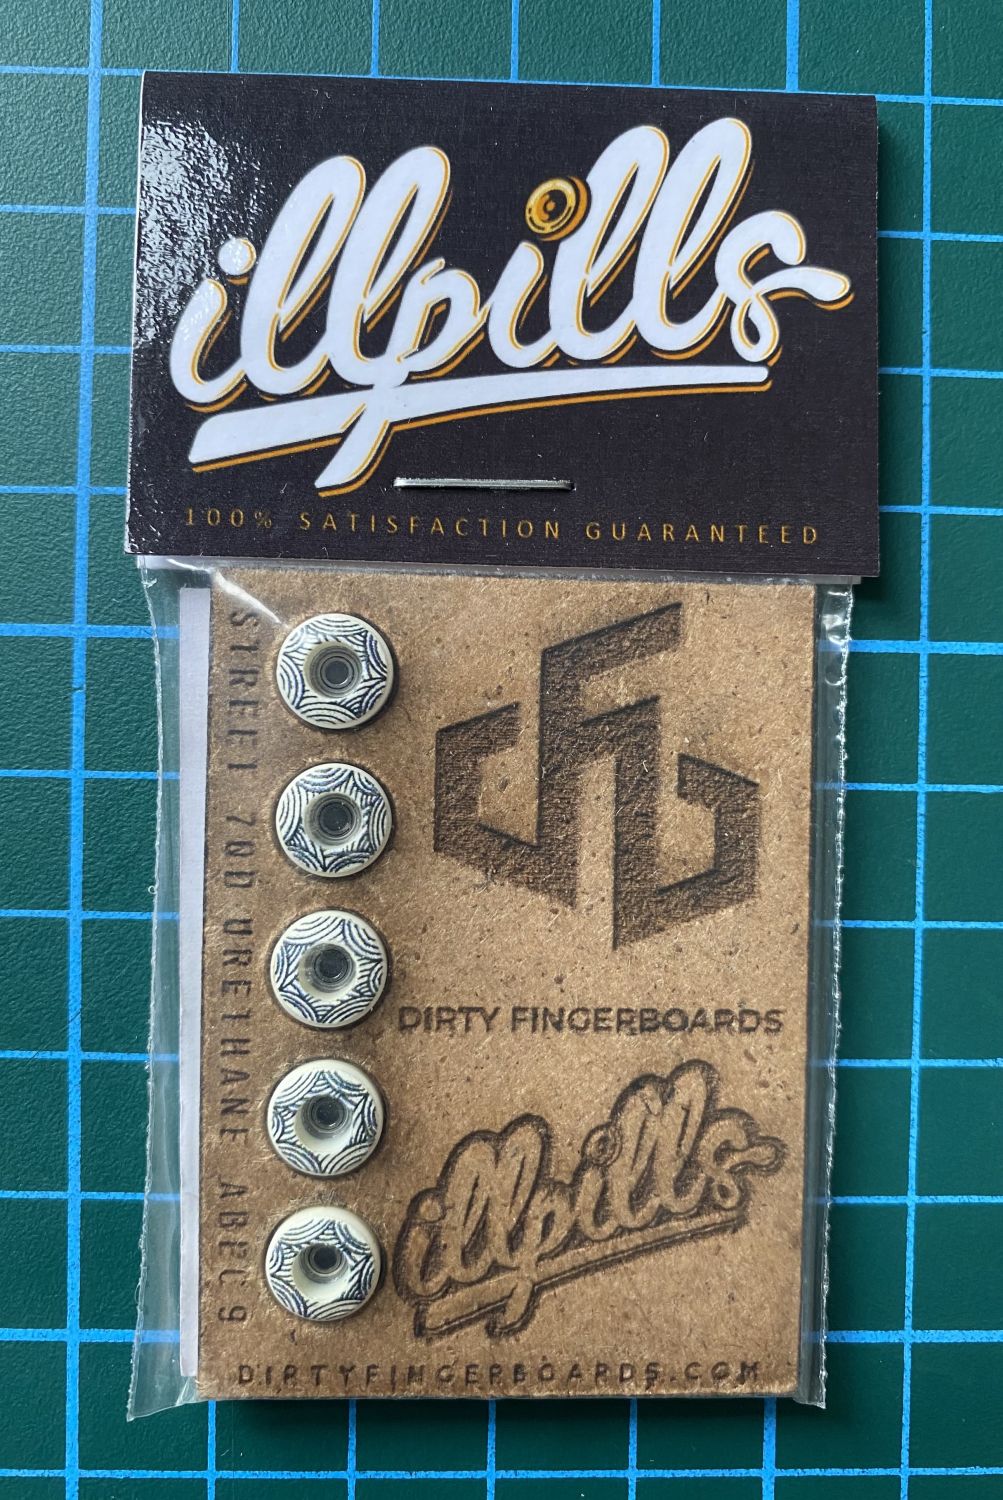 illpills
100% SATISFACTION GUARANTEED
STREET 70D URETHANE ABEC 9
DIRTY FINGERBOARDS
illpills
DIRTYFINGERBOARDS.COM